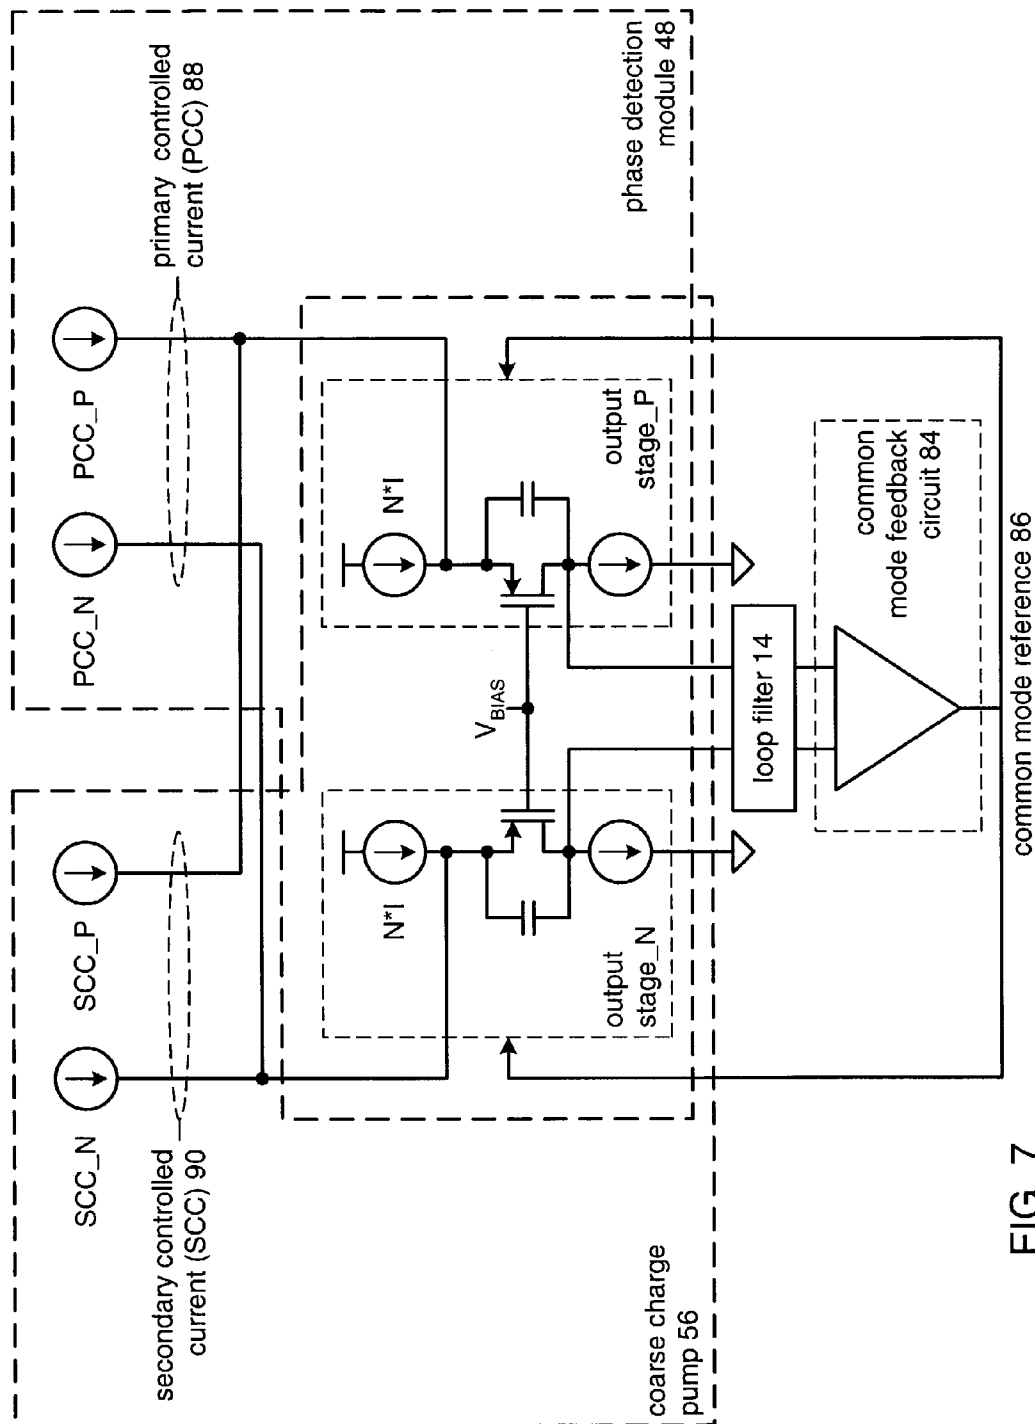 SCC_N
SCC_P
PCC_N
PCC_P
secondary controlled
current (SCC) 90
primary controlled
current (PCC) 88
N*I
N*I
V_BIAS
output
stage_N
output
stage_P
coarse charge
pump 56
phase detection
module 48
loop filter 14
common
mode feedback
circuit 84
common mode reference 86
FIG. 7